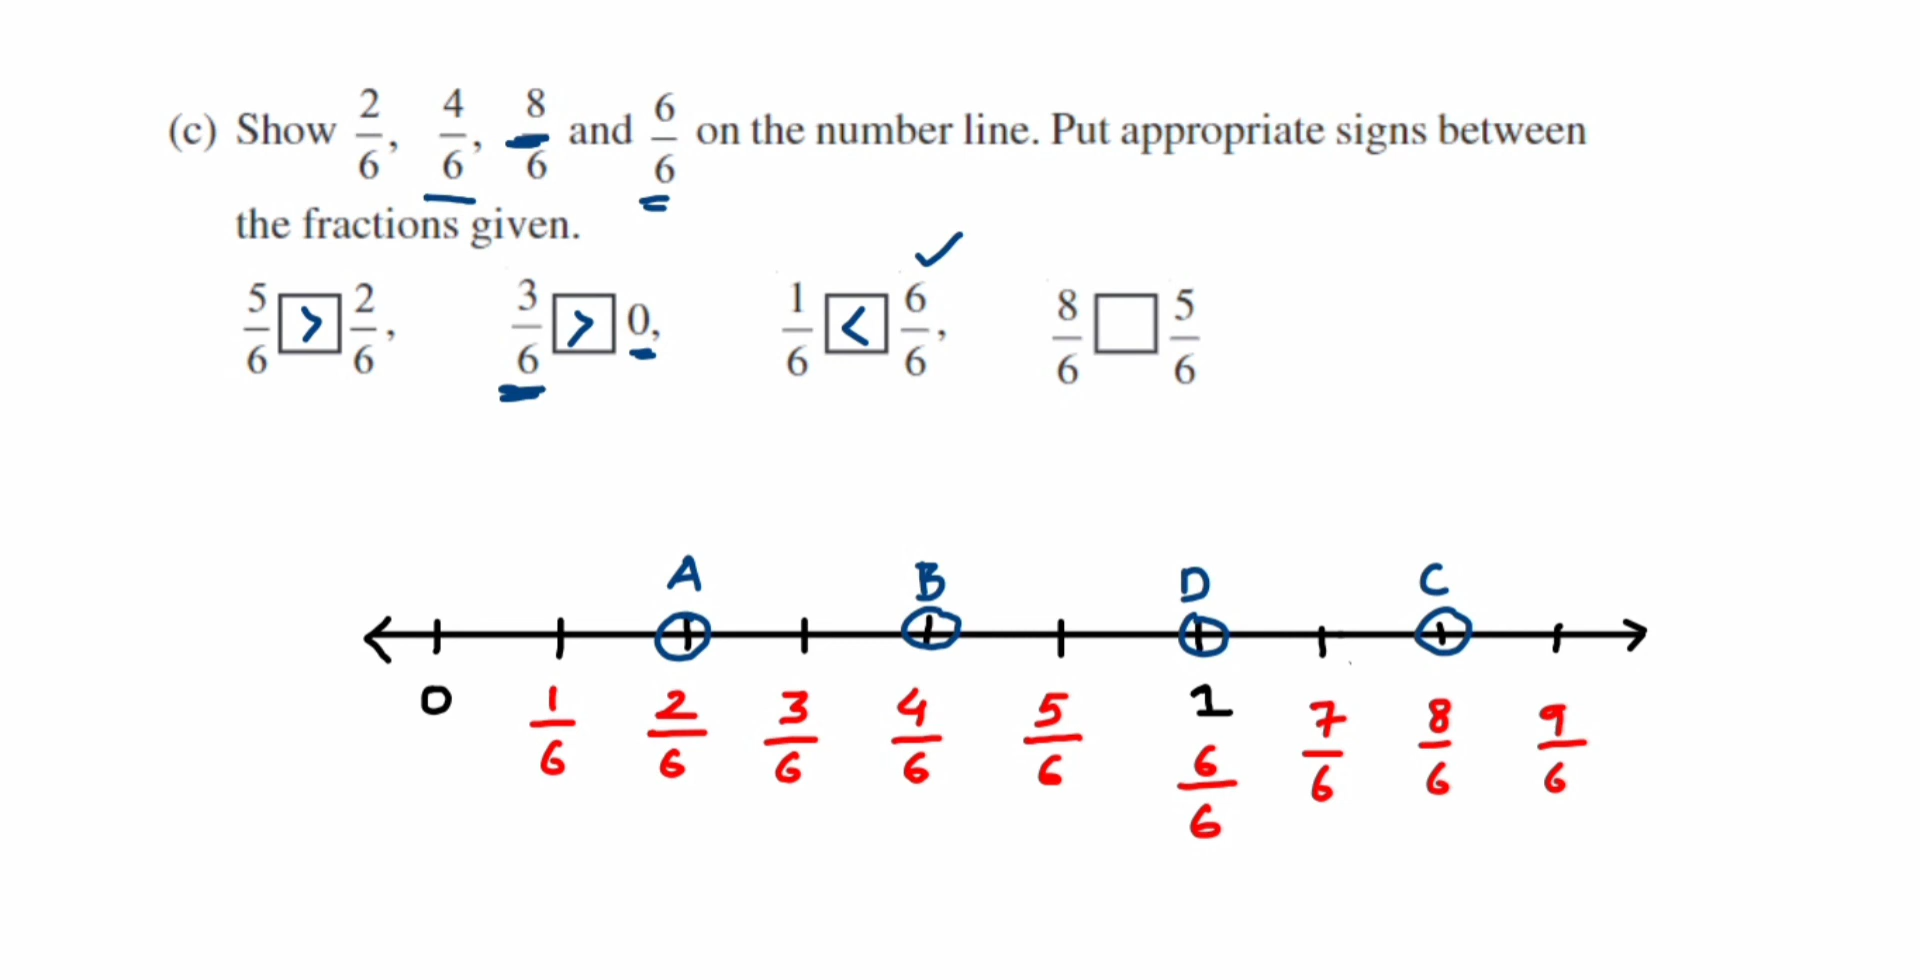 (c) Show 2/6, 4/6, 8/6 and 6/6 on the number line. Put appropriate signs between
the fractions given.
5/6 > 2/6, 3/6 > 0, 1/6 < 6/6, 8/6 □ 5/6
A B D C
0 1/6 2/6 3/6 4/6 5/6 1 7/6 8/6 9/6
6/6